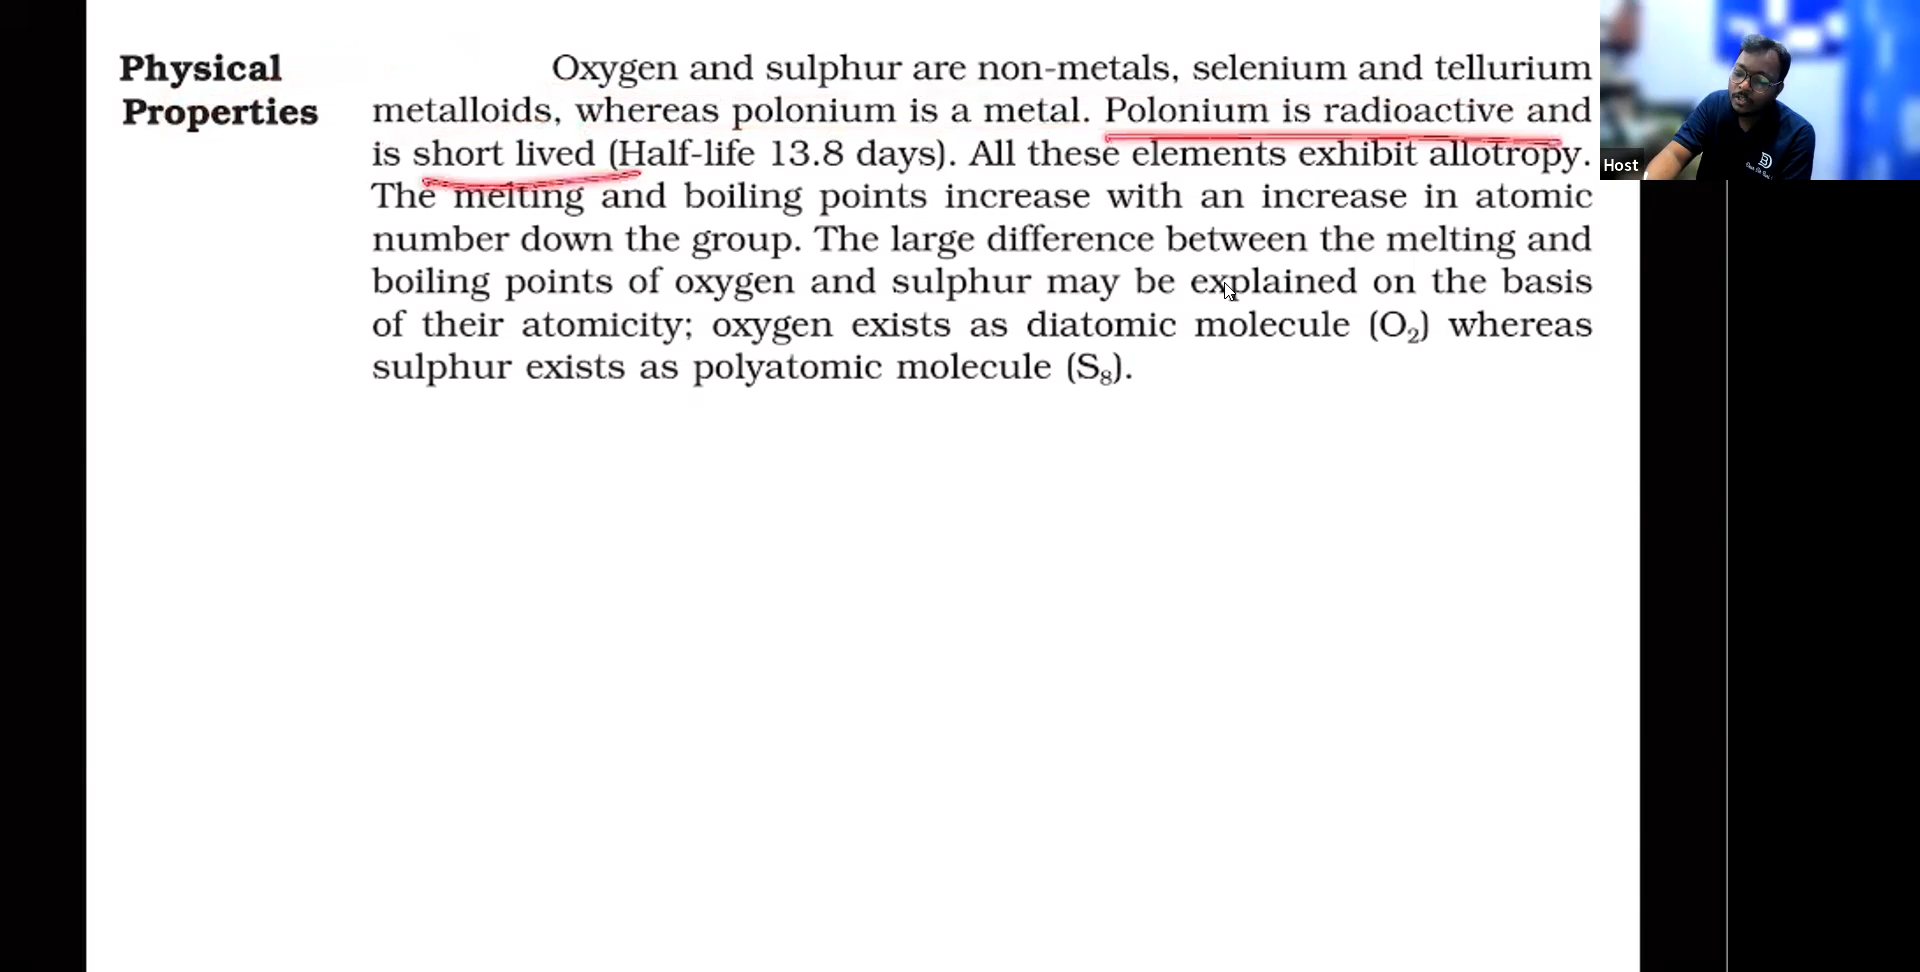 Physical
Properties
Oxygen and sulphur are non-metals, selenium and tellurium
metalloids, whereas polonium is a metal. Polonium is radioactive and
is short lived (Half-life 13.8 days). All these elements exhibit allotropy.
The melting and boiling points increase with an increase in atomic
number down the group. The large difference between the melting and
boiling points of oxygen and sulphur may be explained on the basis
of their atomicity; oxygen exists as diatomic molecule (O₂) whereas
sulphur exists as polyatomic molecule (S₈).
Host